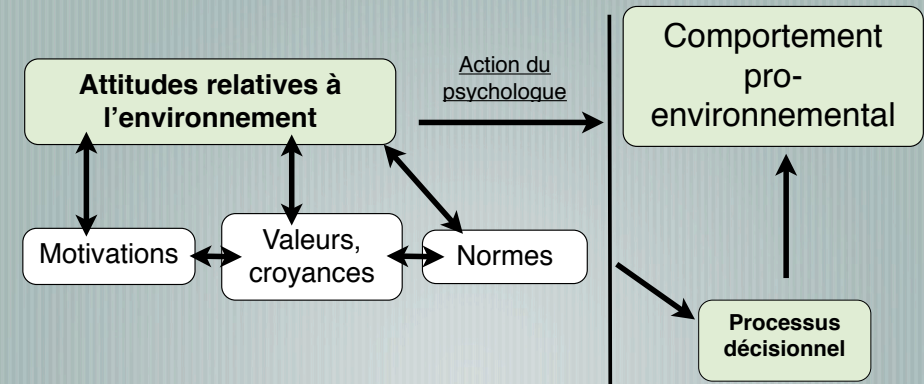 Attitudes relatives à
l’environnement
Action du
psychologue
Comportement
pro-
environnemental
Motivations
Valeurs,
croyances
Normes
Processus
décisionnel